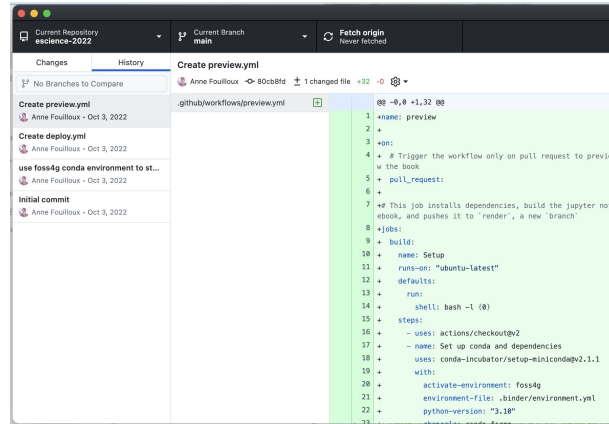 Current Repository
escience-2022
Current Branch
main
Fetch origin
Never fetched
Changes
History
No Branches to Compare
Create preview.yml
Anne Fouilloux • Oct 3, 2022
Create deploy.yml
Anne Fouilloux • Oct 3, 2022
use foss4g conda environment to st...
Anne Fouilloux • Oct 3, 2022
Initial commit
Anne Fouilloux • Oct 3, 2022
Create preview.yml
Anne Fouilloux 80cb8fd 1 changed file +32 -0
.github/workflows/preview.yml
@@ -0,0 +1,32 @@
1 +name: preview
2 +
3 +on:
4 + # Trigger the workflow only on pull request to previe
w the book
5 + pull_request:
6 +
7 +# This job installs dependencies, build the jupyter not
ebook, and pushes it to `render`, a new `branch`
8 +jobs:
9 + build:
10 + name: Setup
11 + runs-on: "ubuntu-latest"
12 + defaults:
13 + run:
14 + shell: bash -l {0}
15 + steps:
16 + - uses: actions/checkout@v2
17 + - name: Set up conda and dependencies
18 + uses: conda-incubator/setup-miniconda@v2.1.1
19 + with:
20 + activate-environment: foss4g
21 + environment-file: .binder/environment.yml
22 + python-version: "3.10"
23